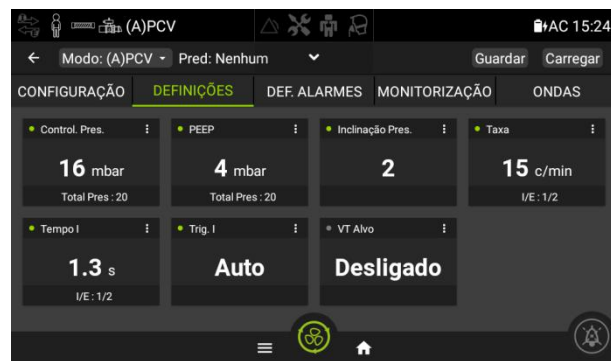 (A)PCV AC 15:24
Modo: (A)PCV Pred: Nenhum Guardar Carregar
CONFIGURAÇÃO DEFINIÇÕES DEF. ALARMES MONITORIZAÇÃO ONDAS
Control. Pres. PEEP Inclinação Pres. Taxa
16 mbar 4 mbar 2 15 c/min
Total Pres : 20 Total Pres : 20 I/E : 1/2
Tempo I Trig. I VT Alvo
1.3 s Auto Desligado
I/E : 1/2